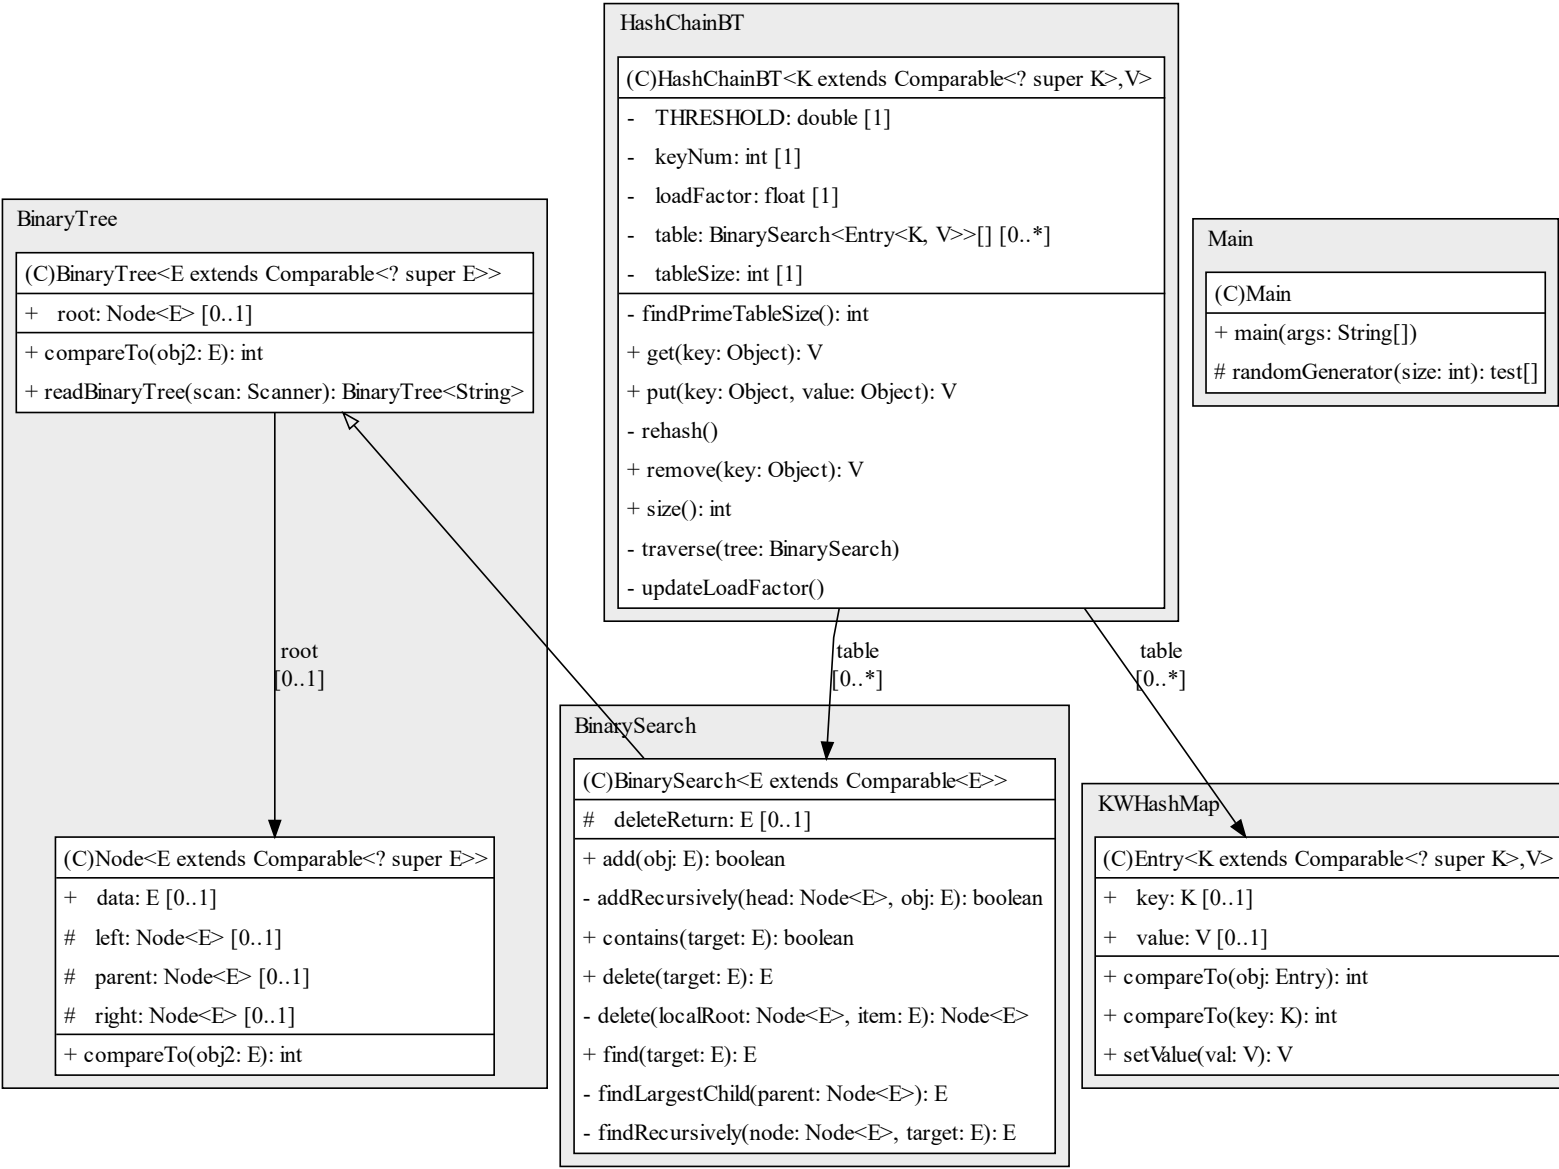 HashChainBT
(C)HashChainBT<K extends Comparable<? super K>,V>
- THRESHOLD: double [1]
- keyNum: int [1]
- loadFactor: float [1]
- table: BinarySearch<Entry<K, V>>[] [0..*]
- tableSize: int [1]
- findPrimeTableSize(): int
+ get(key: Object): V
+ put(key: Object, value: Object): V
- rehash()
+ remove(key: Object): V
+ size(): int
- traverse(tree: BinarySearch)
- updateLoadFactor()
BinaryTree
(C)BinaryTree<E extends Comparable<? super E>>
+ root: Node<E> [0..1]
+ compareTo(obj2: E): int
+ readBinaryTree(scan: Scanner): BinaryTree<String>
Main
(C)Main
+ main(args: String[])
# randomGenerator(size: int): test[]
root
[0..1]
table
[0..*]
table
[0..*]
(C)Node<E extends Comparable<? super E>>
+ data: E [0..1]
# left: Node<E> [0..1]
# parent: Node<E> [0..1]
# right: Node<E> [0..1]
+ compareTo(obj2: E): int
BinarySearch
(C)BinarySearch<E extends Comparable<E>>
# deleteReturn: E [0..1]
+ add(obj: E): boolean
- addRecursively(head: Node<E>, obj: E): boolean
+ contains(target: E): boolean
+ delete(target: E): E
- delete(localRoot: Node<E>, item: E): Node<E>
+ find(target: E): E
- findLargestChild(parent: Node<E>): E
- findRecursively(node: Node<E>, target: E): E
KWHashMap
(C)Entry<K extends Comparable<? super K>,V>
+ key: K [0..1]
+ value: V [0..1]
+ compareTo(obj: Entry): int
+ compareTo(key: K): int
+ setValue(val: V): V